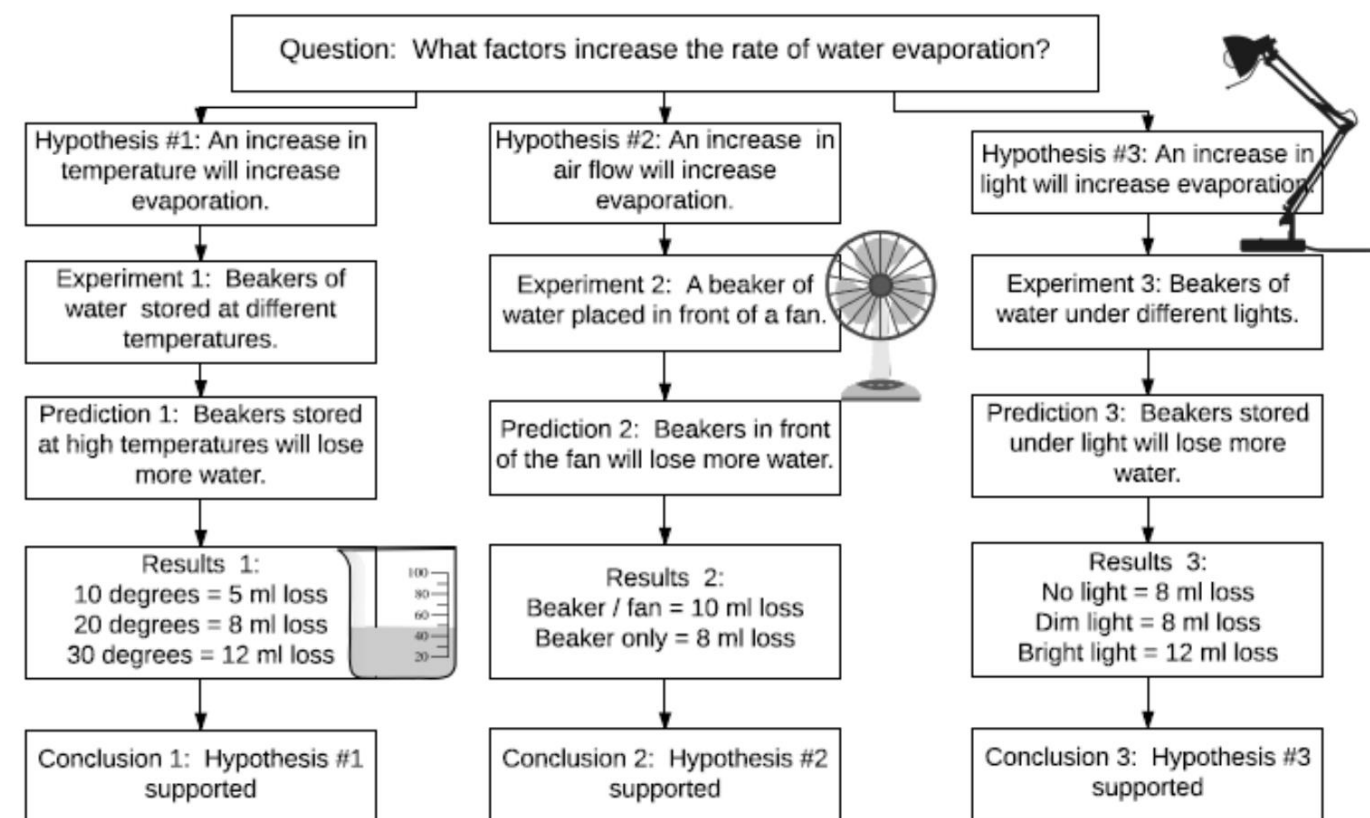 Question: What factors increase the rate of water evaporation?
Hypothesis #1: An increase in
temperature will increase
evaporation.
Experiment 1: Beakers of
water stored at different
temperatures.
Prediction 1: Beakers stored
at high temperatures will lose
more water.
Results 1:
10 degrees = 5 ml loss
20 degrees = 8 ml loss
30 degrees = 12 ml loss
100
80
60
40
20
Conclusion 1: Hypothesis #1
supported
Hypothesis #2: An increase in
air flow will increase
evaporation.
Experiment 2: A beaker of
water placed in front of a fan.
Prediction 2: Beakers in front
of the fan will lose more water.
Results 2:
Beaker / fan = 10 ml loss
Beaker only = 8 ml loss
Conclusion 2: Hypothesis #2
supported
Hypothesis #3: An increase in
light will increase evaporation.
Experiment 3: Beakers of
water under different lights.
Prediction 3: Beakers stored
under light will lose more
water.
Results 3:
No light = 8 ml loss
Dim light = 8 ml loss
Bright light = 12 ml loss
Conclusion 3: Hypothesis #3
supported